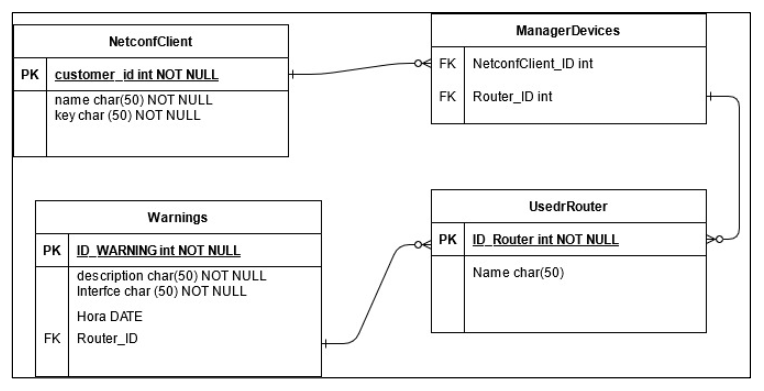 NetconfClient
PK customer_id int NOT NULL
name char(50) NOT NULL
key char (50) NOT NULL
ManagerDevices
FK NetconfClient_ID int
FK Router_ID int
Warnings
PK ID_WARNING int NOT NULL
description char(50) NOT NULL
Interfce char (50) NOT NULL
Hora DATE
FK Router_ID
UsedrRouter
PK ID_Router int NOT NULL
Name char(50)